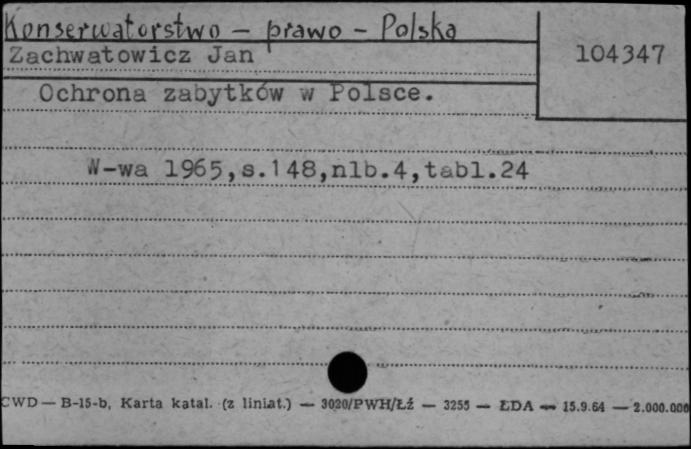 Konserwatorstwo – prawo – Polska
Zachwatowicz Jan
104347
Ochrona zabytków w Polsce.
W-wa 1965,s.148,nlb.4,tabl.24
CWD — B-15-b, Karta katal. (z liniat.) — 3020/PWH/Łź — 3255 — ŁDA — 15.9.64 — 2.000.000